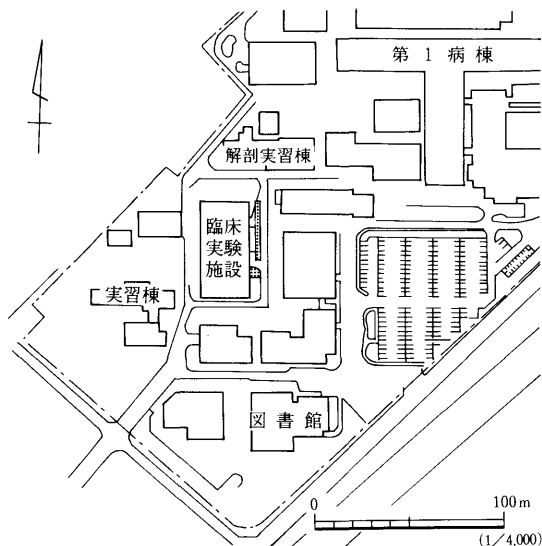 第1病棟
解剖実習棟
臨床
実験
施設
実習棟
図書館
0 100m
(1/4,000)